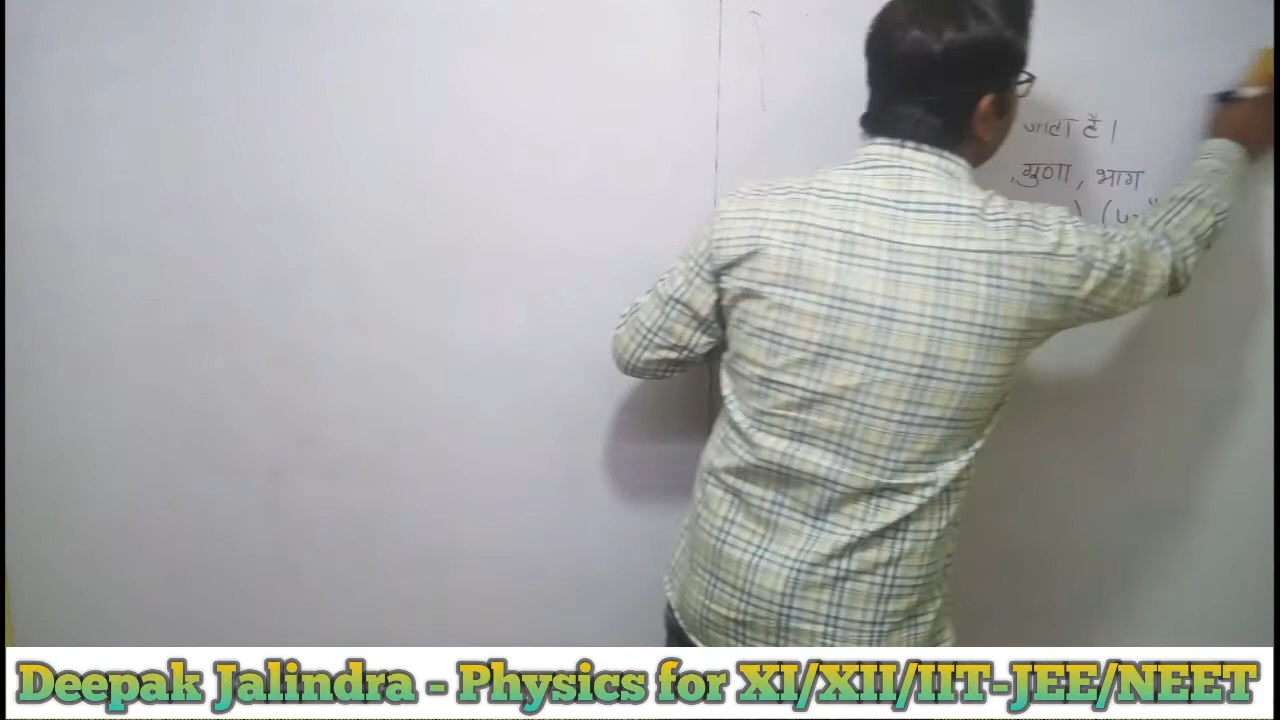 जाता है।
,गुणा, भाग
Deepak Jalindra - Physics for XI/XII/IIT-JEE/NEET